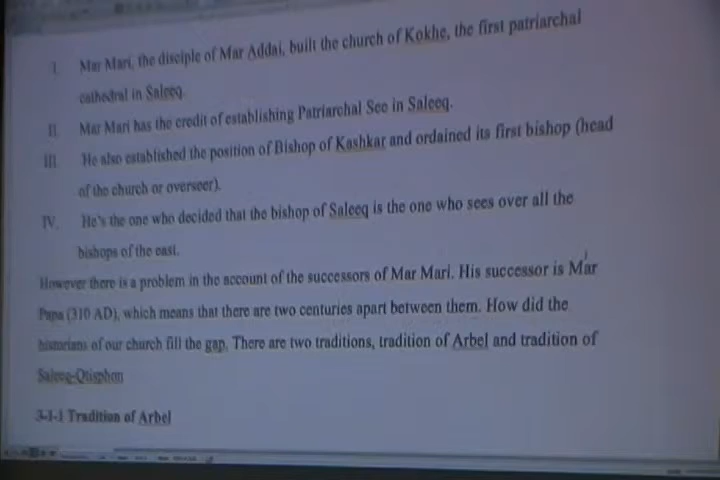 I. Mar Mari, the disciple of Mar Addai, built the church of Kokhe, the first patriarchal
cathedral in Saleeq.
II. Mar Mari has the credit of establishing Patriarchal See in Saleeq.
III. He also established the position of Bishop of Kashkar and ordained its first bishop (head
of the church or overseer).
IV. He's the one who decided that the bishop of Saleeq is the one who sees over all the
bishops of the east.
However there is a problem in the account of the successors of Mar Mari. His successor is Mar
Papa (310 AD), which means that there are two centuries apart between them. How did the
historians of our church fill the gap. There are two traditions, tradition of Arbel and tradition of
Saleeq-Qtisphon
3-1-1 Tradition of Arbel